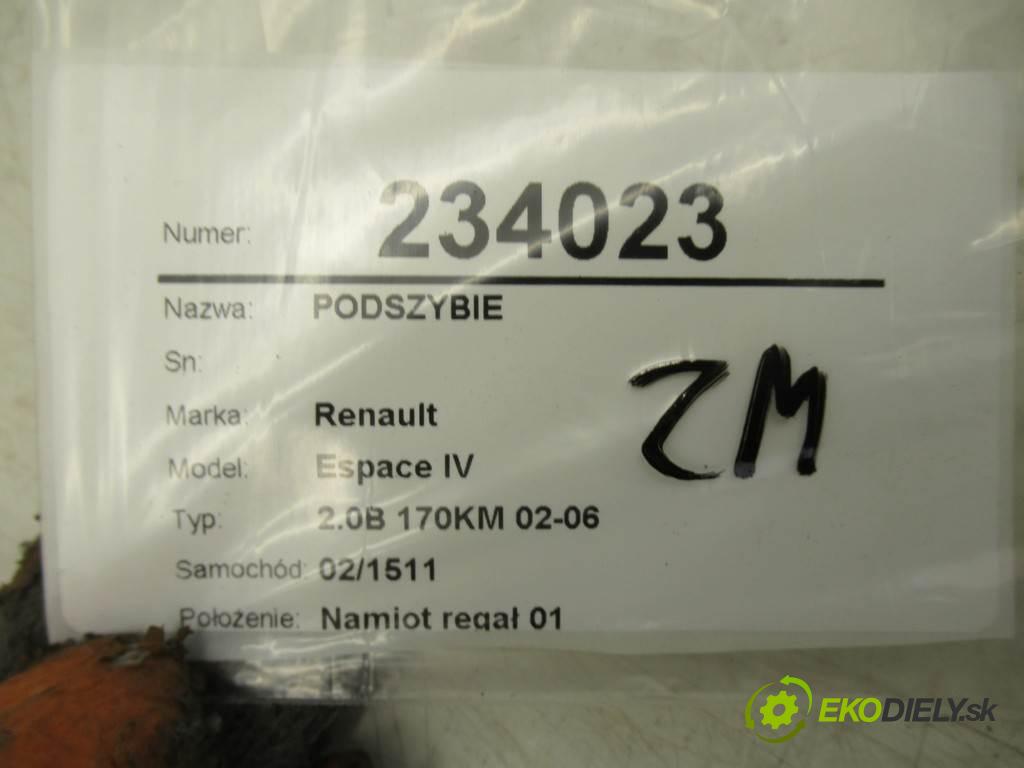 Numer: 234023
Nazwa: PODSZYBIE
Sn:
Marka: Renault
Model: Espace IV
Typ: 2.0B 170KM 02-06
Samochód: 02/1511
Położenie: Namiot regał 01
ZM
EKODIELY.sk